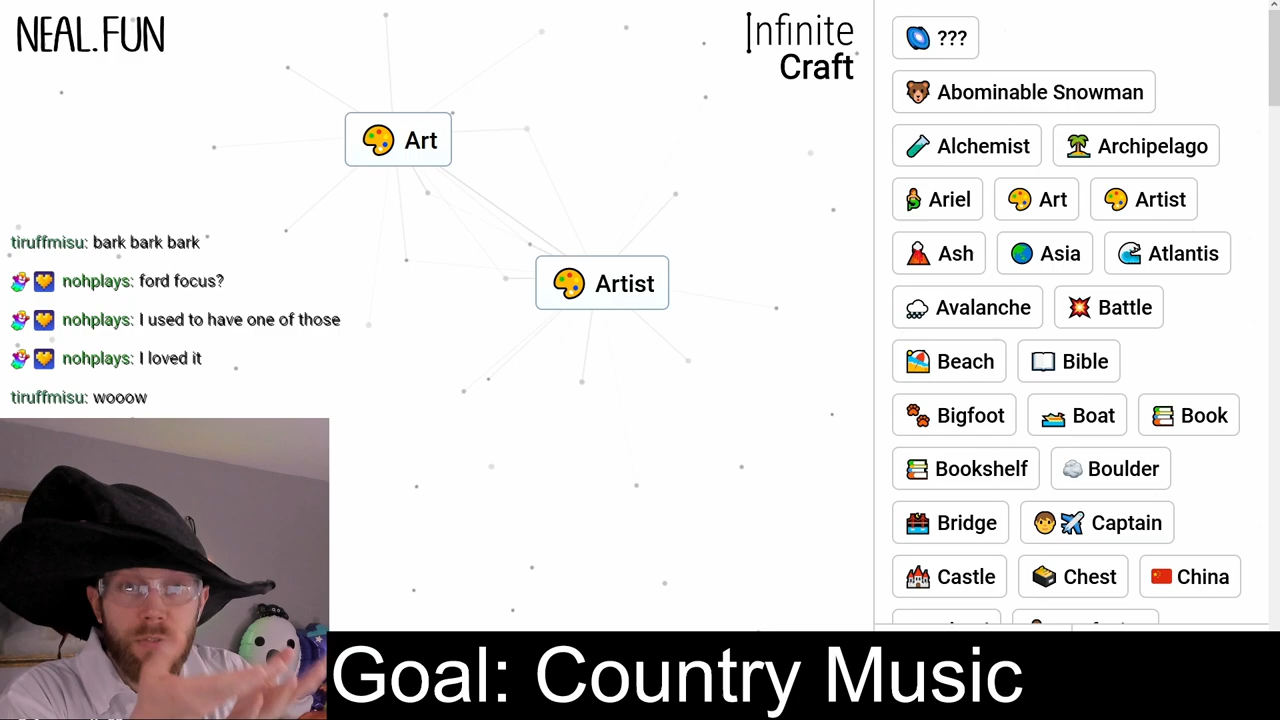 NEAL.FUN
Infinite
Craft
Art
Artist
tiruffmisu: bark bark bark
nohplays: ford focus?
nohplays: I used to have one of those
nohplays: I loved it
tiruffmisu: wooow
???
Abominable Snowman
Alchemist
Archipelago
Ariel
Art
Artist
Ash
Asia
Atlantis
Avalanche
Battle
Beach
Bible
Bigfoot
Boat
Book
Bookshelf
Boulder
Bridge
Captain
Castle
Chest
China
Goal: Country Music